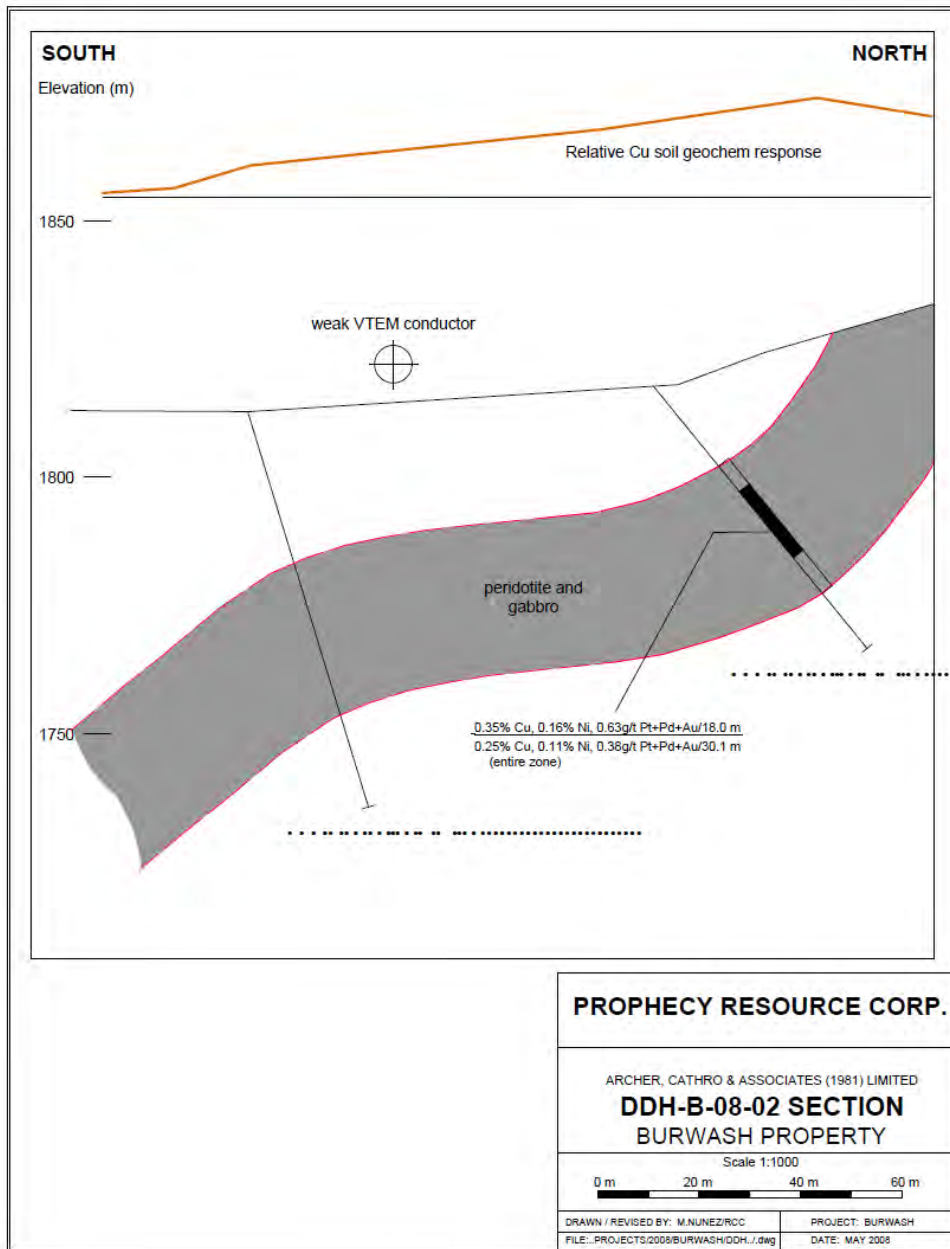 SOUTH
NORTH
Elevation (m)
Relative Cu soil geochem response
1850
weak VTEM conductor
1800
peridotite and
gabbro
1750
0.35% Cu, 0.16% Ni, 0.63g/t Pt+Pd+Au/18.0 m
0.25% Cu, 0.11% Ni, 0.38g/t Pt+Pd+Au/30.1 m
(entire zone)
PROPHECY RESOURCE CORP.
ARCHER, CATHRO & ASSOCIATES (1981) LIMITED
DDH-B-08-02 SECTION
BURWASH PROPERTY
Scale 1:1000
0 m 20 m 40 m 60 m
DRAWN / REVISED BY: M.NUNEZ/RCC
PROJECT: BURWASH
FILE:..PROJECTS/2008/BURWASH/DDH../.dwg
DATE: MAY 2008